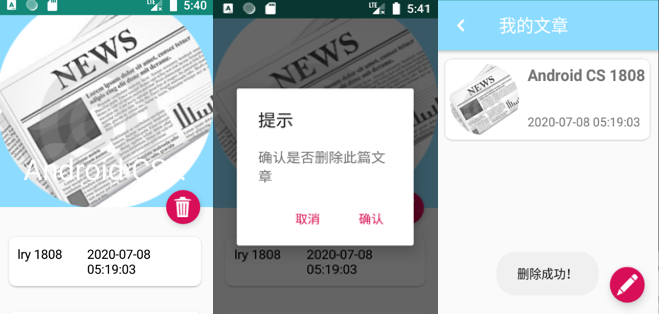 5:40
NEWS
Android CS
lry 1808
2020-07-08
05:19:03
LTE
5:41
提示
确认是否删除此篇文
章
取消
确认
lry 1808
2020-07-08
05:19:03
我的文章
NEWS
Android CS 1808
2020-07-08 05:19:03
删除成功!